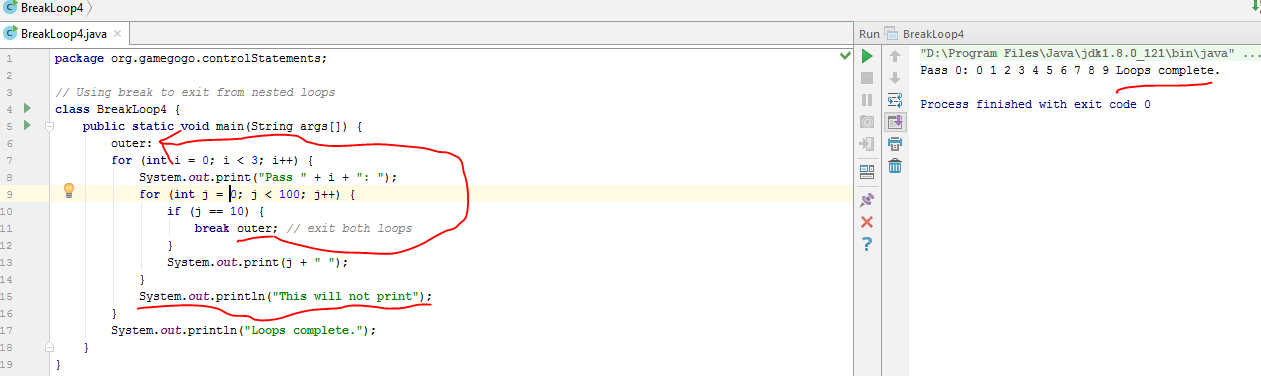 BreakLoop4
BreakLoop4.java ×
1 package org.gamegogo.controlStatements;
2
3 // Using break to exit from nested loops
4 class BreakLoop4 {
5 public static void main(String args[]) {
6 outer:
7 for (int i = 0; i < 3; i++) {
8 System.out.print("Pass " + i + ": ");
9 for (int j = 0; j < 100; j++) {
10 if (j == 10) {
11 break outer; // exit both loops
12 }
13 System.out.print(j + " ");
14 }
15 System.out.println("This will not print");
16 }
17 System.out.println("Loops complete.");
18 }
19 }
Run BreakLoop4
"D:\Program Files\Java\jdk1.8.0_121\bin\java" ...
Pass 0: 0 1 2 3 4 5 6 7 8 9 Loops complete.
Process finished with exit code 0